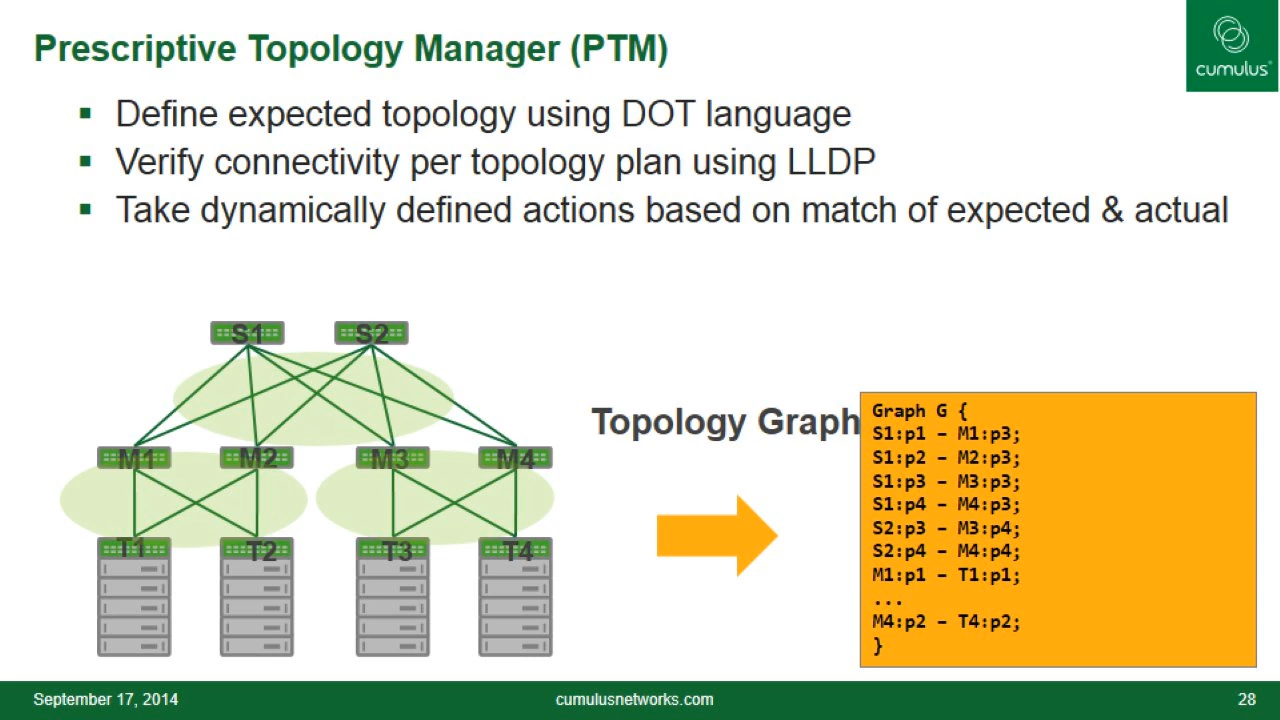 Prescriptive Topology Manager (PTM)
cumulus®
▪ Define expected topology using DOT language
▪ Verify connectivity per topology plan using LLDP
▪ Take dynamically defined actions based on match of expected & actual
S1 S2
M1 M2 M3 M4
T1 T2 T3 T4
Topology Graph
Graph G {
S1:p1 – M1:p3;
S1:p2 – M2:p3;
S1:p3 – M3:p3;
S1:p4 – M4:p3;
S2:p3 – M3:p4;
S2:p4 – M4:p4;
M1:p1 – T1:p1;
...
M4:p2 – T4:p2;
}
September 17, 2014 cumulusnetworks.com 28